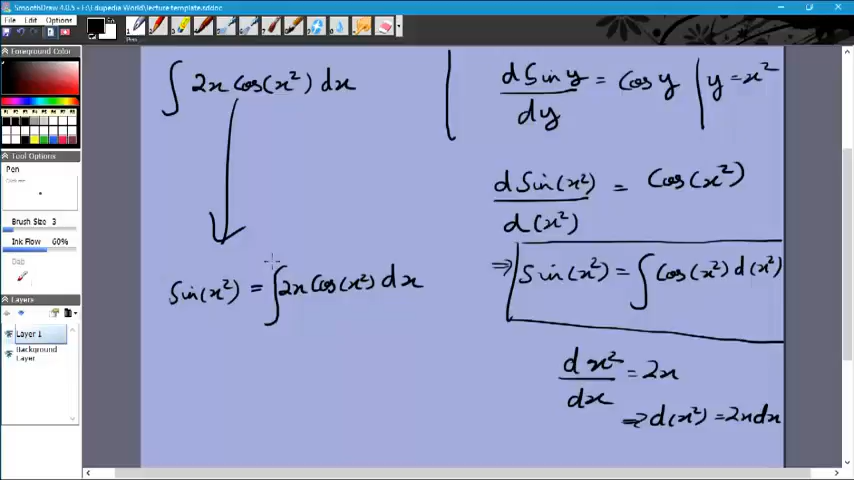 SmoothDraw 4.0.5 - L:\Edupedia World\lecture template.sddoc
File Edit Options
Foreground Color
Tool Options
Pen
Brush Size 3
Ink Flow 60%
Dab
Layers
Layer 1
Background Layer
Pen
∫ 2x Cos(x²) dx
Sin(x²) = ∫ 2x Cos(x²) dx
d Sin y / dy = Cos y | y = x²
d Sin(x²) / d(x²) = Cos(x²)
⇒ Sin(x²) = ∫ Cos(x²) d(x²)
d x² / dx = 2x
⇒ d(x²) = 2x dx